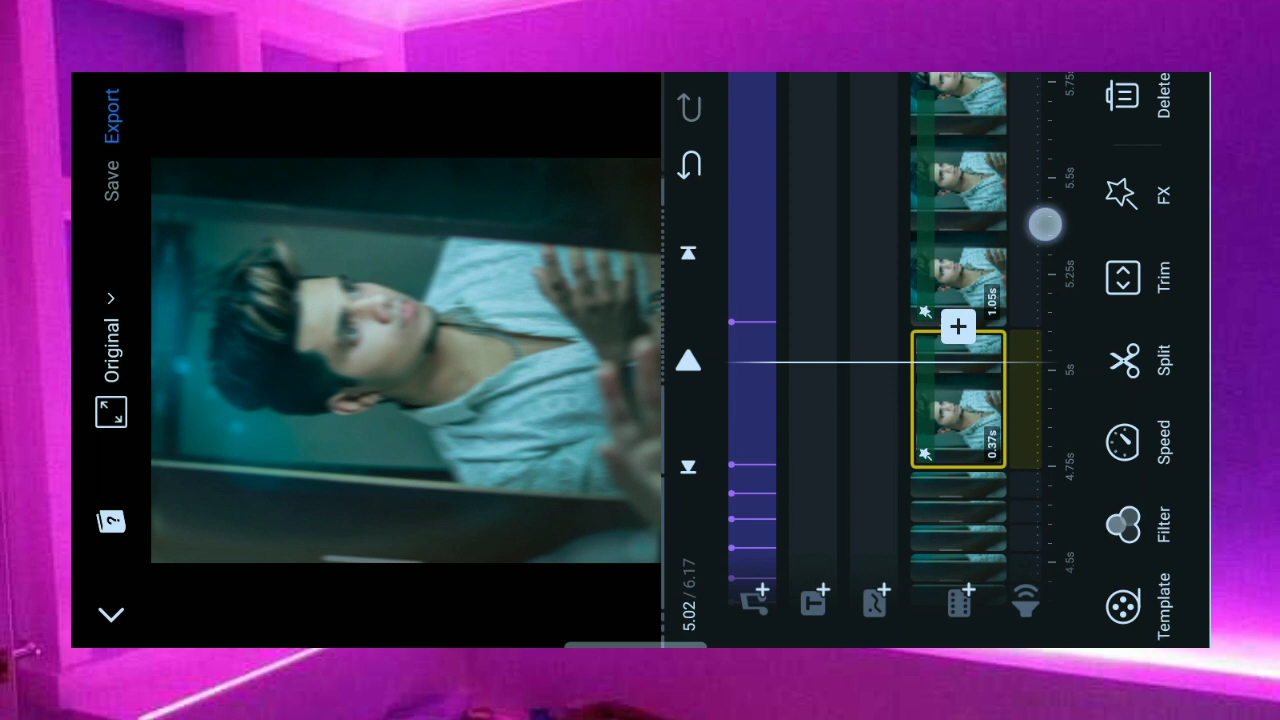 Save Export
Original
?
5.02 / 6.17
T
4.5s 4.75s 5s 5.25s 5.5s 5.75s
0.37s 1.05s
Template Filter Speed Split Trim FX Delete